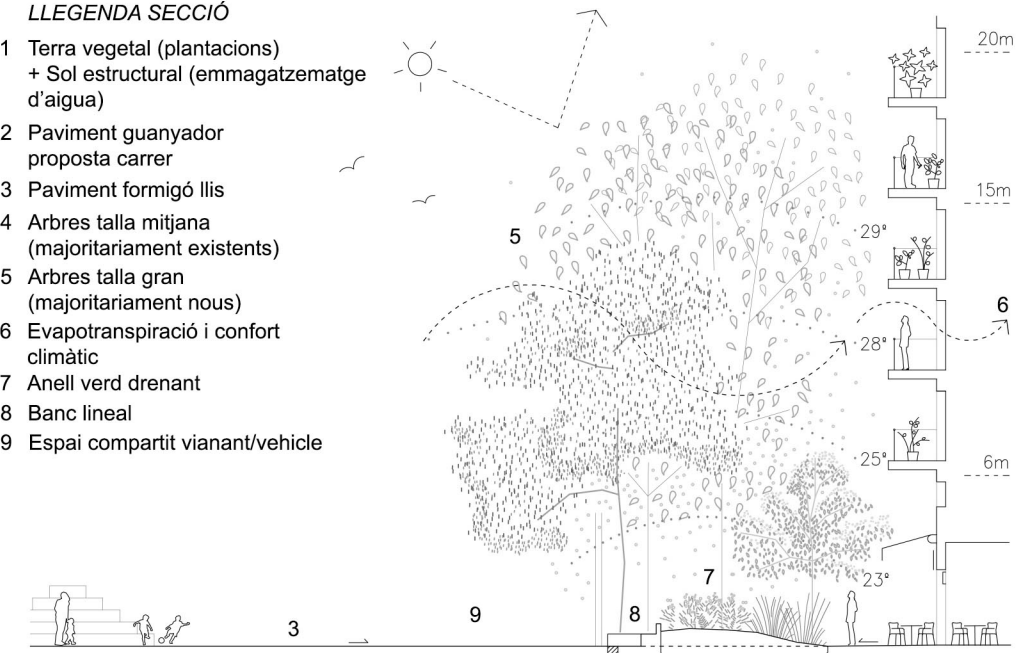 LLEGENDA SECCIÓ
1 Terra vegetal (plantacions)
+ Sol estructural (emmagatzematge
d'aigua)
2 Paviment guanyador
proposta carrer
3 Paviment formigó llis
4 Arbres talla mitjana
(majoritariament existents)
5 Arbres talla gran
(majoritariament nous)
6 Evapotranspiració i confort
climàtic
7 Anell verd drenant
8 Banc lineal
9 Espai compartit vianant/vehicle
20m
15m
29º
5
6
28º
25º
6m
7
23º
3
9
8